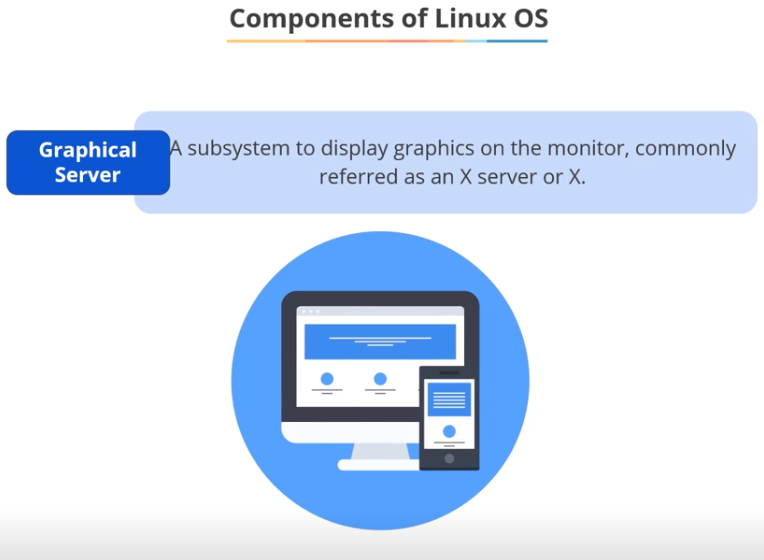 Components of Linux OS
Graphical
Server
A subsystem to display graphics on the monitor, commonly
referred as an X server or X.